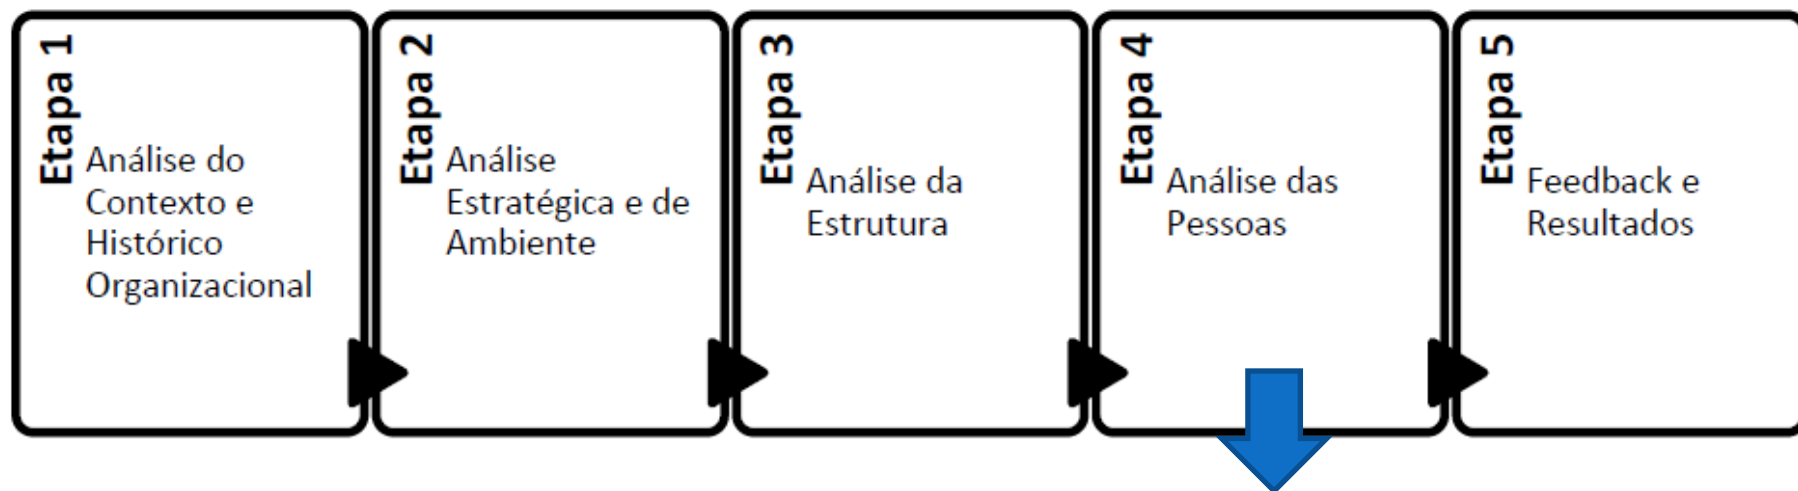 Etapa 1
Análise do
Contexto e
Histórico
Organizacional
Etapa 2
Análise
Estratégica e de
Ambiente
Etapa 3
Análise da
Estrutura
Etapa 4
Análise das
Pessoas
Etapa 5
Feedback e
Resultados